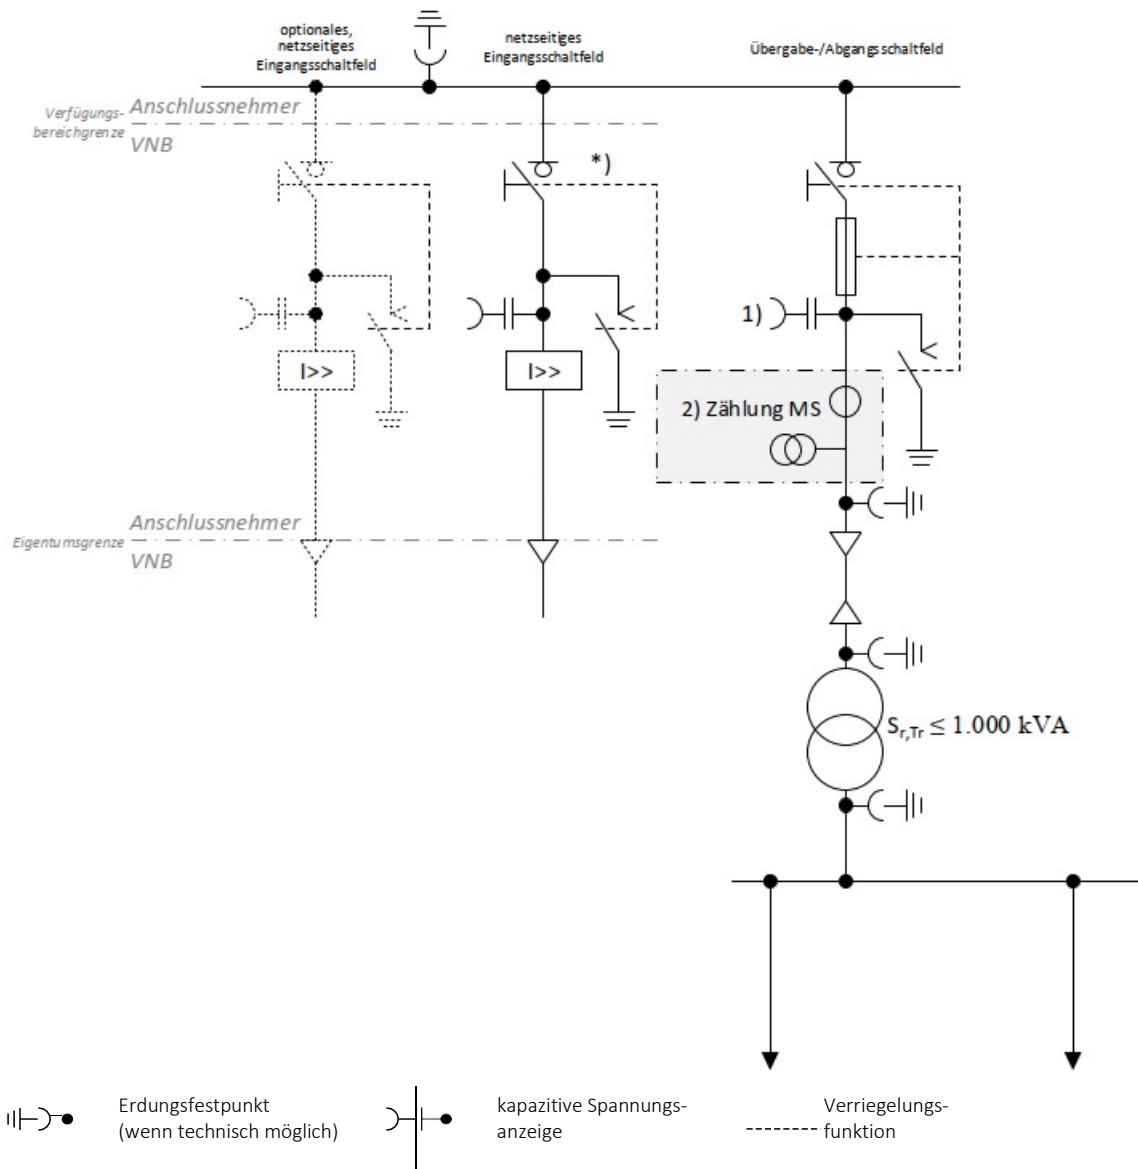 optionales,
netzseitiges
Eingangsschaltfeld
netzseitiges
Eingangsschaltfeld
Übergabe-/Abgangsschaltfeld
Verfügungs-
bereichgrenze
Anschlussnehmer
VNB
*)
1)
I>>
I>>
2) Zählung MS
Eigentumsgrenze
Anschlussnehmer
VNB
Sr,Tr ≤ 1.000 kVA
Erdungsfestpunkt
(wenn technisch möglich)
kapazitive Spannungs-
anzeige
Verriegelungs-
funktion